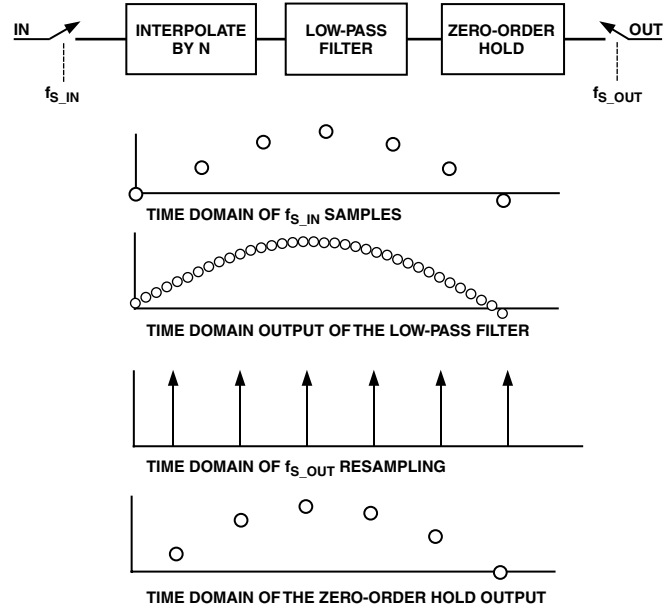 IN
INTERPOLATE
BY N
LOW-PASS
FILTER
ZERO-ORDER
HOLD
OUT
fS_IN
fS_OUT
TIME DOMAIN OF fS_IN SAMPLES
TIME DOMAIN OUTPUT OF THE LOW-PASS FILTER
TIME DOMAIN OF fS_OUT RESAMPLING
TIME DOMAIN OF THE ZERO-ORDER HOLD OUTPUT